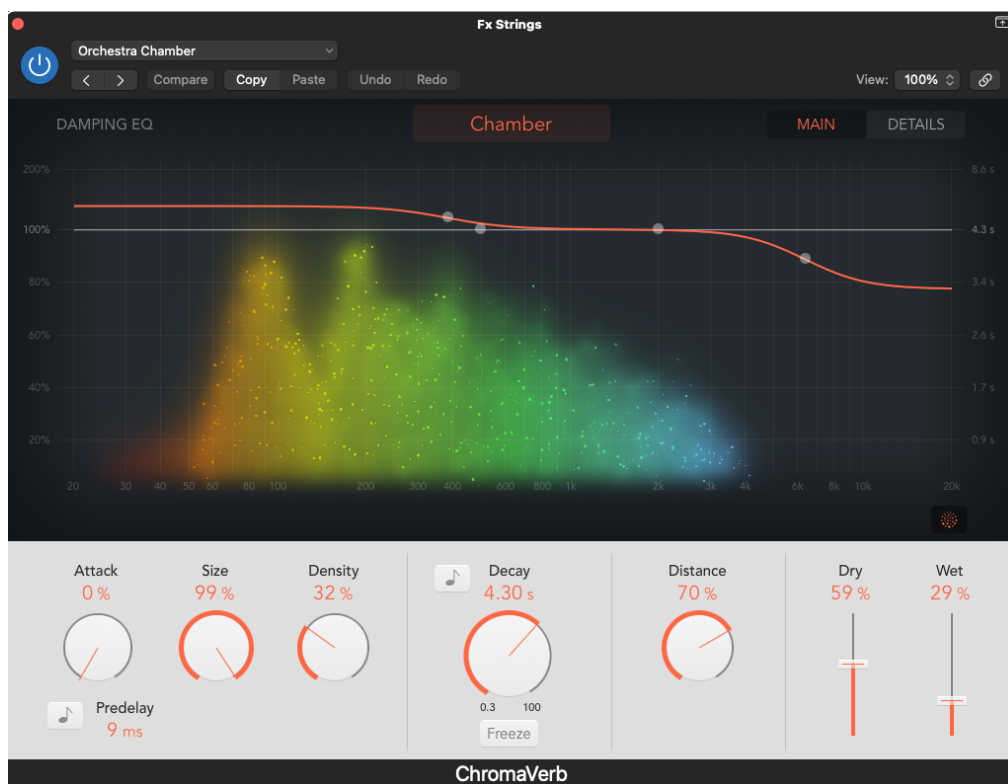 Fx Strings
Orchestra Chamber
Compare Copy Paste Undo Redo View: 100%
DAMPING EQ Chamber MAIN DETAILS
200% 8.6 s
100% 4.3 s
80% 3.4 s
60% 2.6 s
40% 1.7 s
20% 0.9 s
20 30 40 50 60 80 100 200 300 400 600 800 1k 2k 3k 4k 6k 8k 10k 20k
Attack Size Density Decay Distance Dry Wet
0 % 99 % 32 % 4.30 s 70 % 59 % 29 %
0.3 100
Predelay
9 ms
Freeze
ChromaVerb